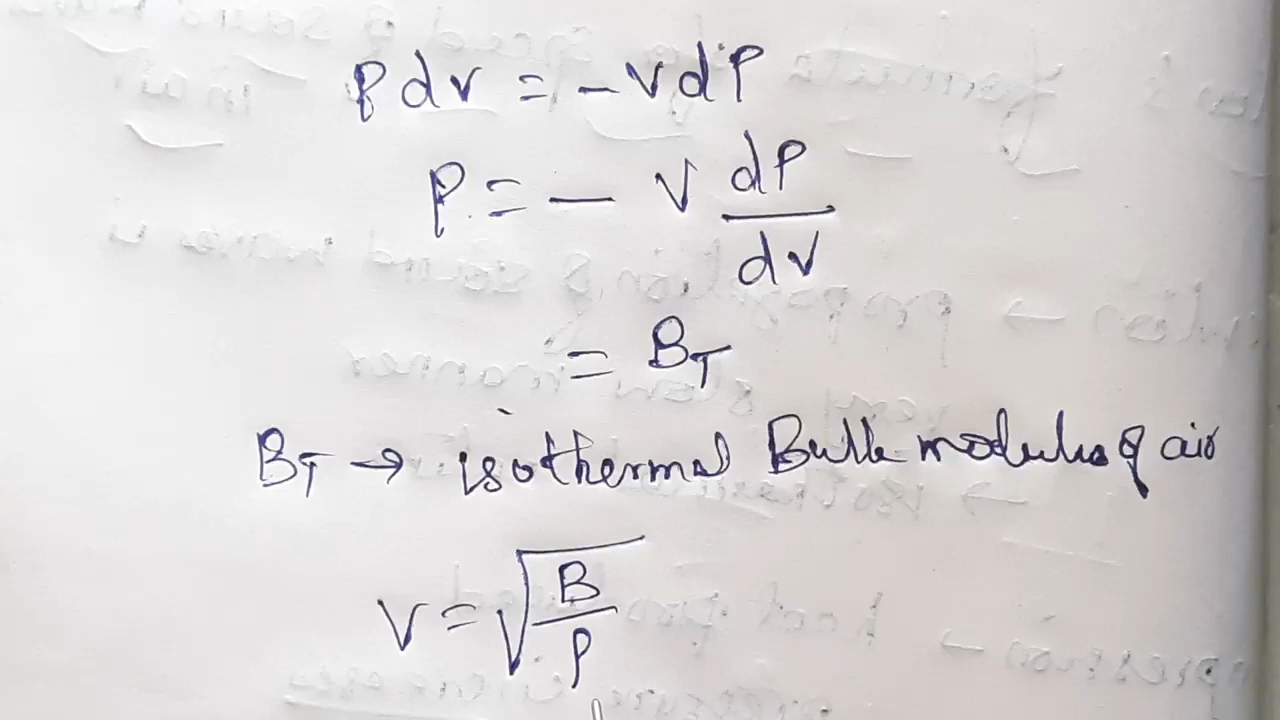 P dv = - v dP
P = - V dP/dV
= B_T
B_T → isothermal Bulk modulus of air
V = √(B/ρ)